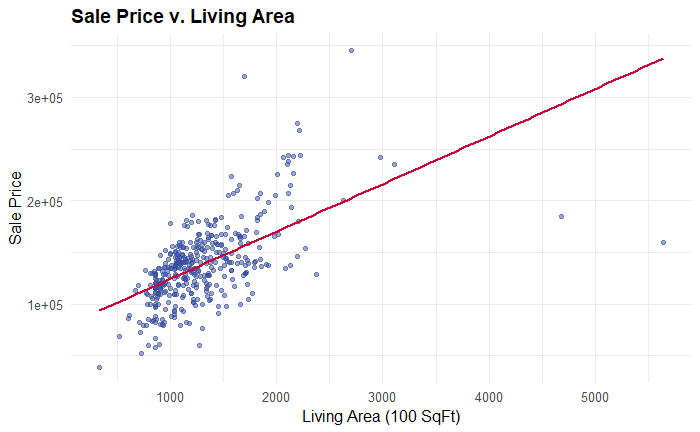 Sale Price v. Living Area
Sale Price
3e+05
2e+05
1e+05
1000 2000 3000 4000 5000
Living Area (100 SqFt)